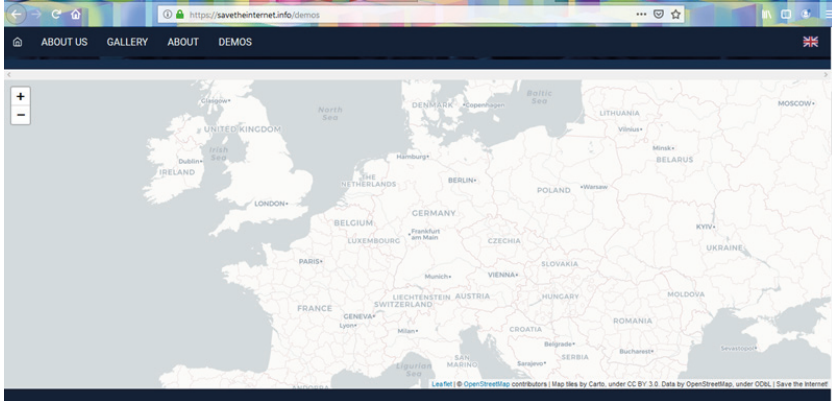 https://savetheinternet.info/demos
ABOUT US GALLERY ABOUT DEMOS
+
−
Glasgow
North Sea
DENMARK Copenhagen
Baltic Sea
MOSCOW
LITHUANIA
UNITED KINGDOM
Vilnius
Irish Sea
Minsk
Dublin
Hamburg
BELARUS
IRELAND
THE NETHERLANDS
BERLIN
POLAND Warsaw
LONDON
BELGIUM
GERMANY
KYIV
LUXEMBOURG
Frankfurt am Main
CZECHIA
UKRAINE
PARIS
SLOVAKIA
Munich
VIENNA
LIECHTENSTEIN AUSTRIA
HUNGARY
MOLDOVA
SWITZERLAND
FRANCE
GENEVA
Lyon
ROMANIA
Milan
CROATIA
Belgrade
Sevastopol
SAN MARINO
SERBIA
Bucharest
Ligurian Sea
Sarajevo
ANDORRA
Leaflet | © OpenStreetMap contributors | Map tiles by Carto, under CC BY 3.0. Data by OpenStreetMap, under ODbL. | Save the Internet!